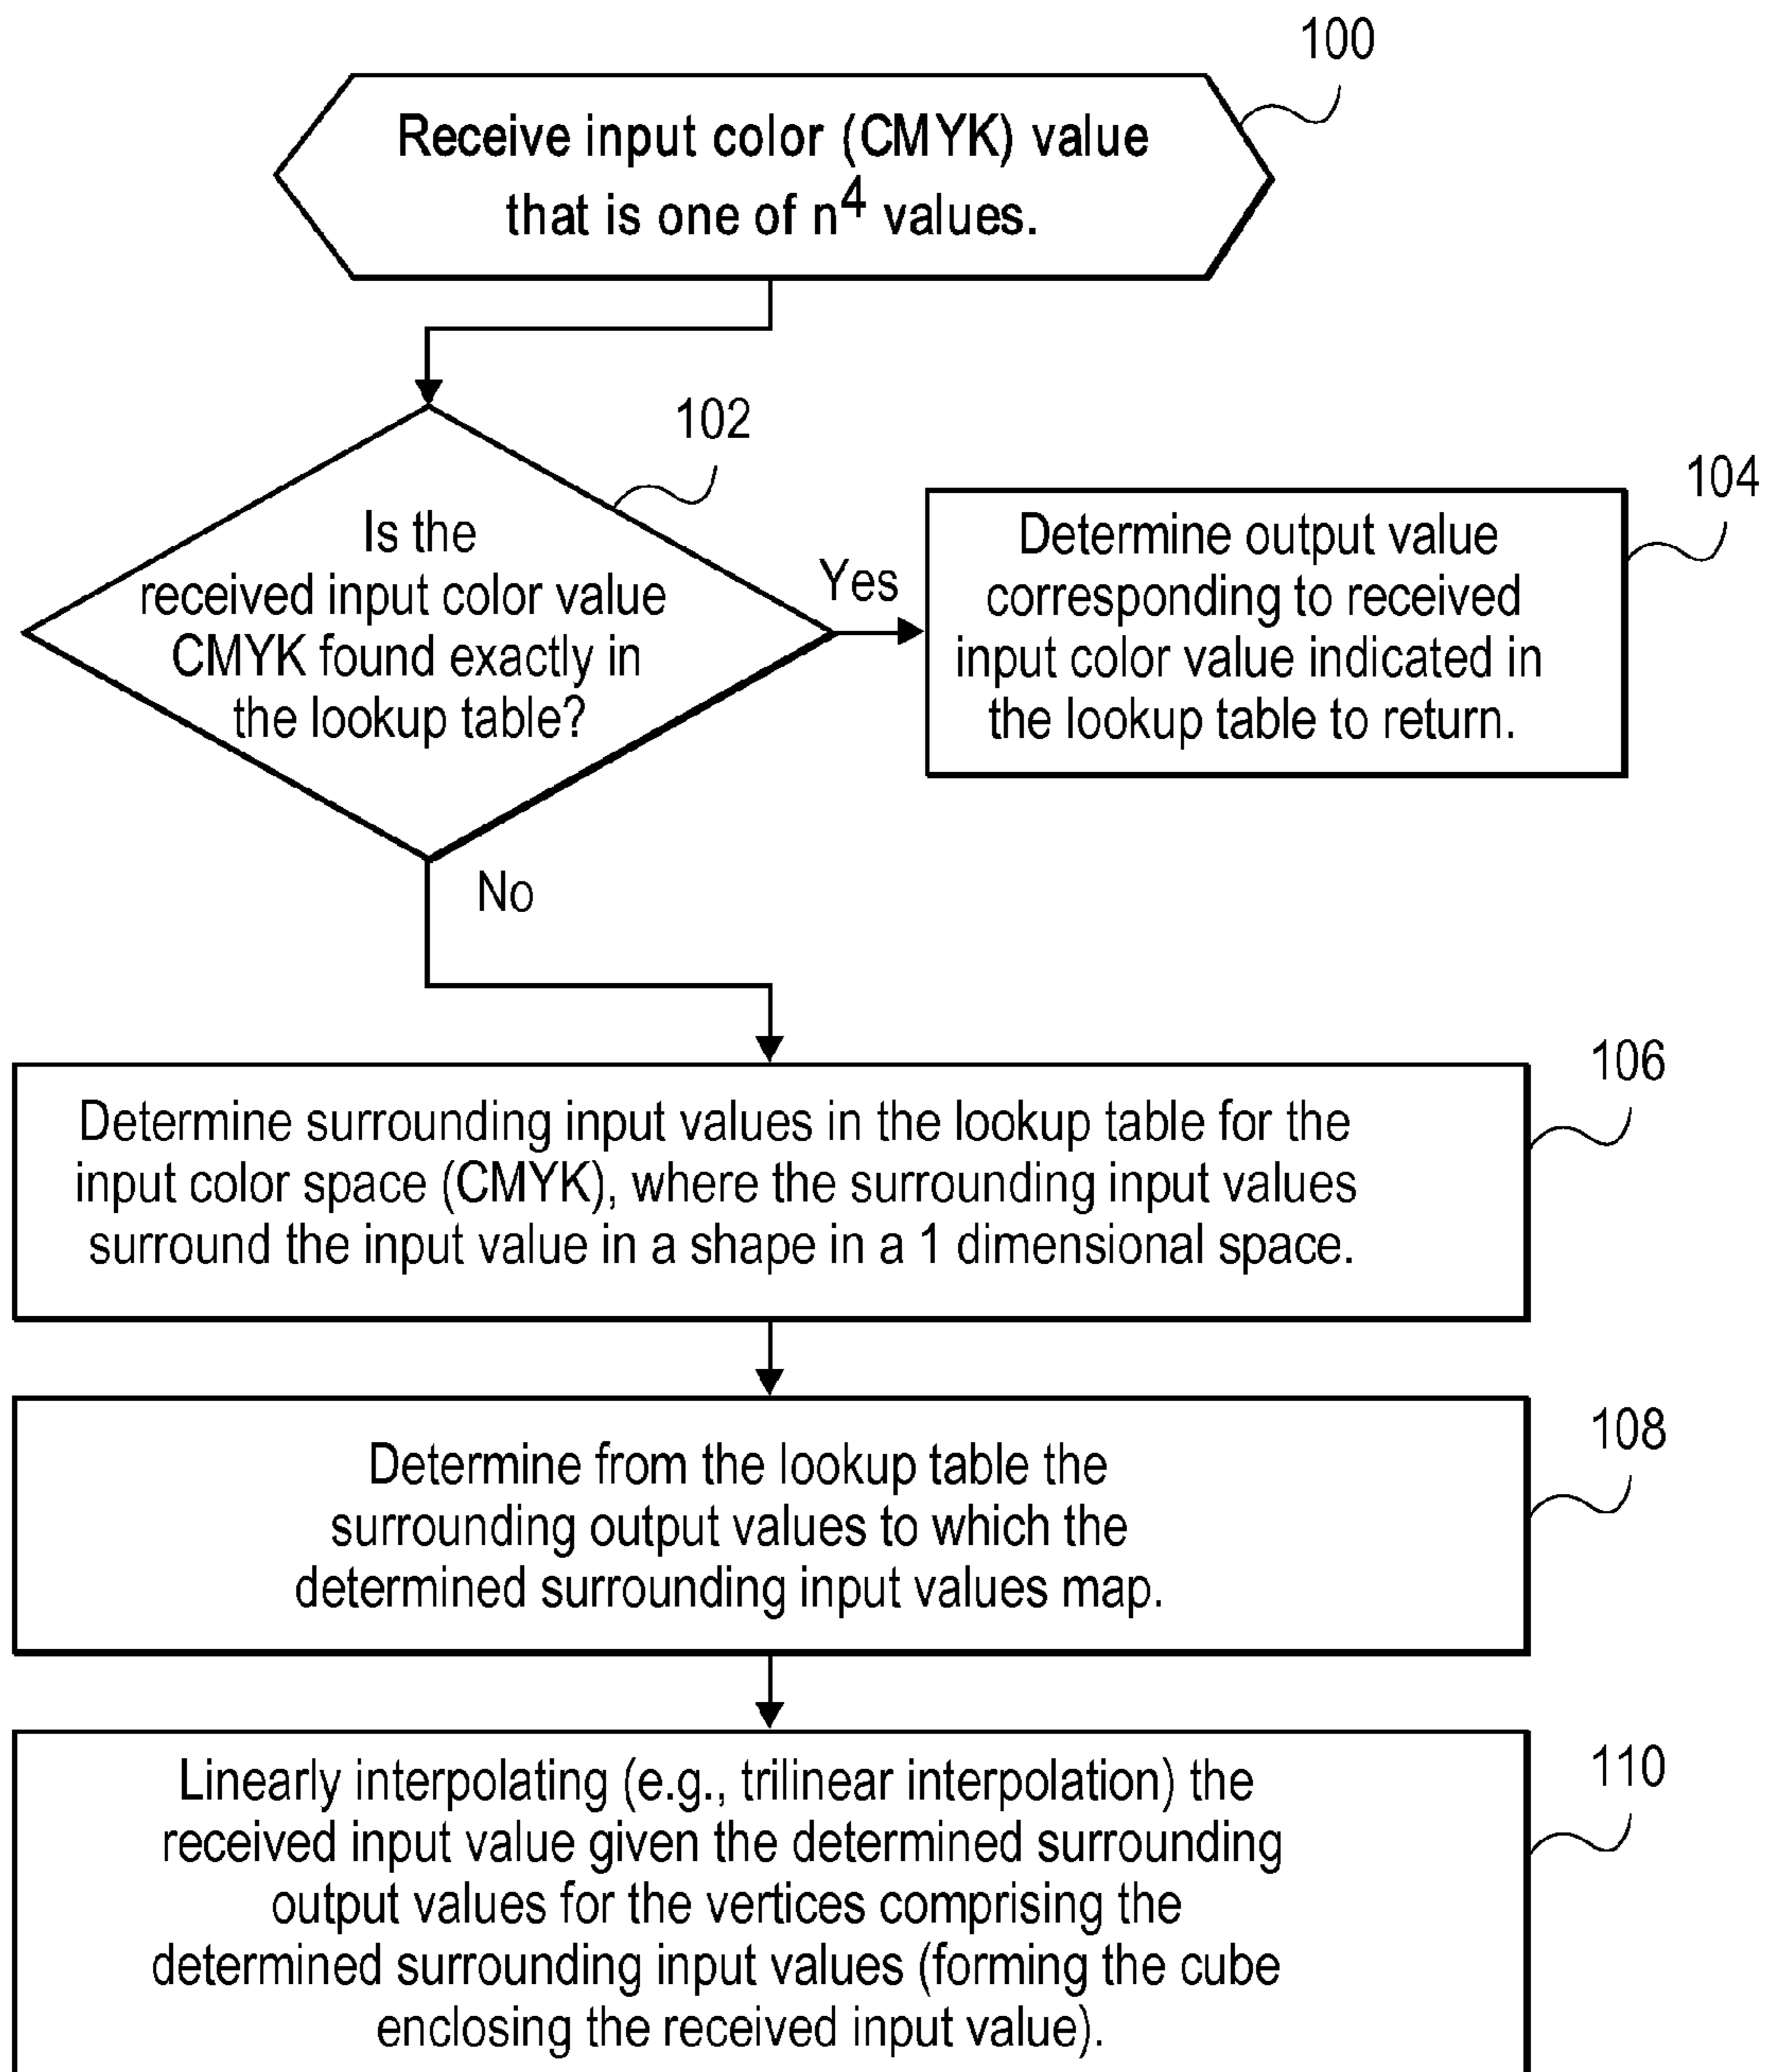 100
Receive input color (CMYK) value
that is one of n⁴ values.
102
Is the
received input color value
CMYK found exactly in
the lookup table?
Yes
104
Determine output value
corresponding to received
input color value indicated in
the lookup table to return.
No
106
Determine surrounding input values in the lookup table for the
input color space (CMYK), where the surrounding input values
surround the input value in a shape in a 1 dimensional space.
108
Determine from the lookup table the
surrounding output values to which the
determined surrounding input values map.
110
Linearly interpolating (e.g., trilinear interpolation) the
received input value given the determined surrounding
output values for the vertices comprising the
determined surrounding input values (forming the cube
enclosing the received input value).